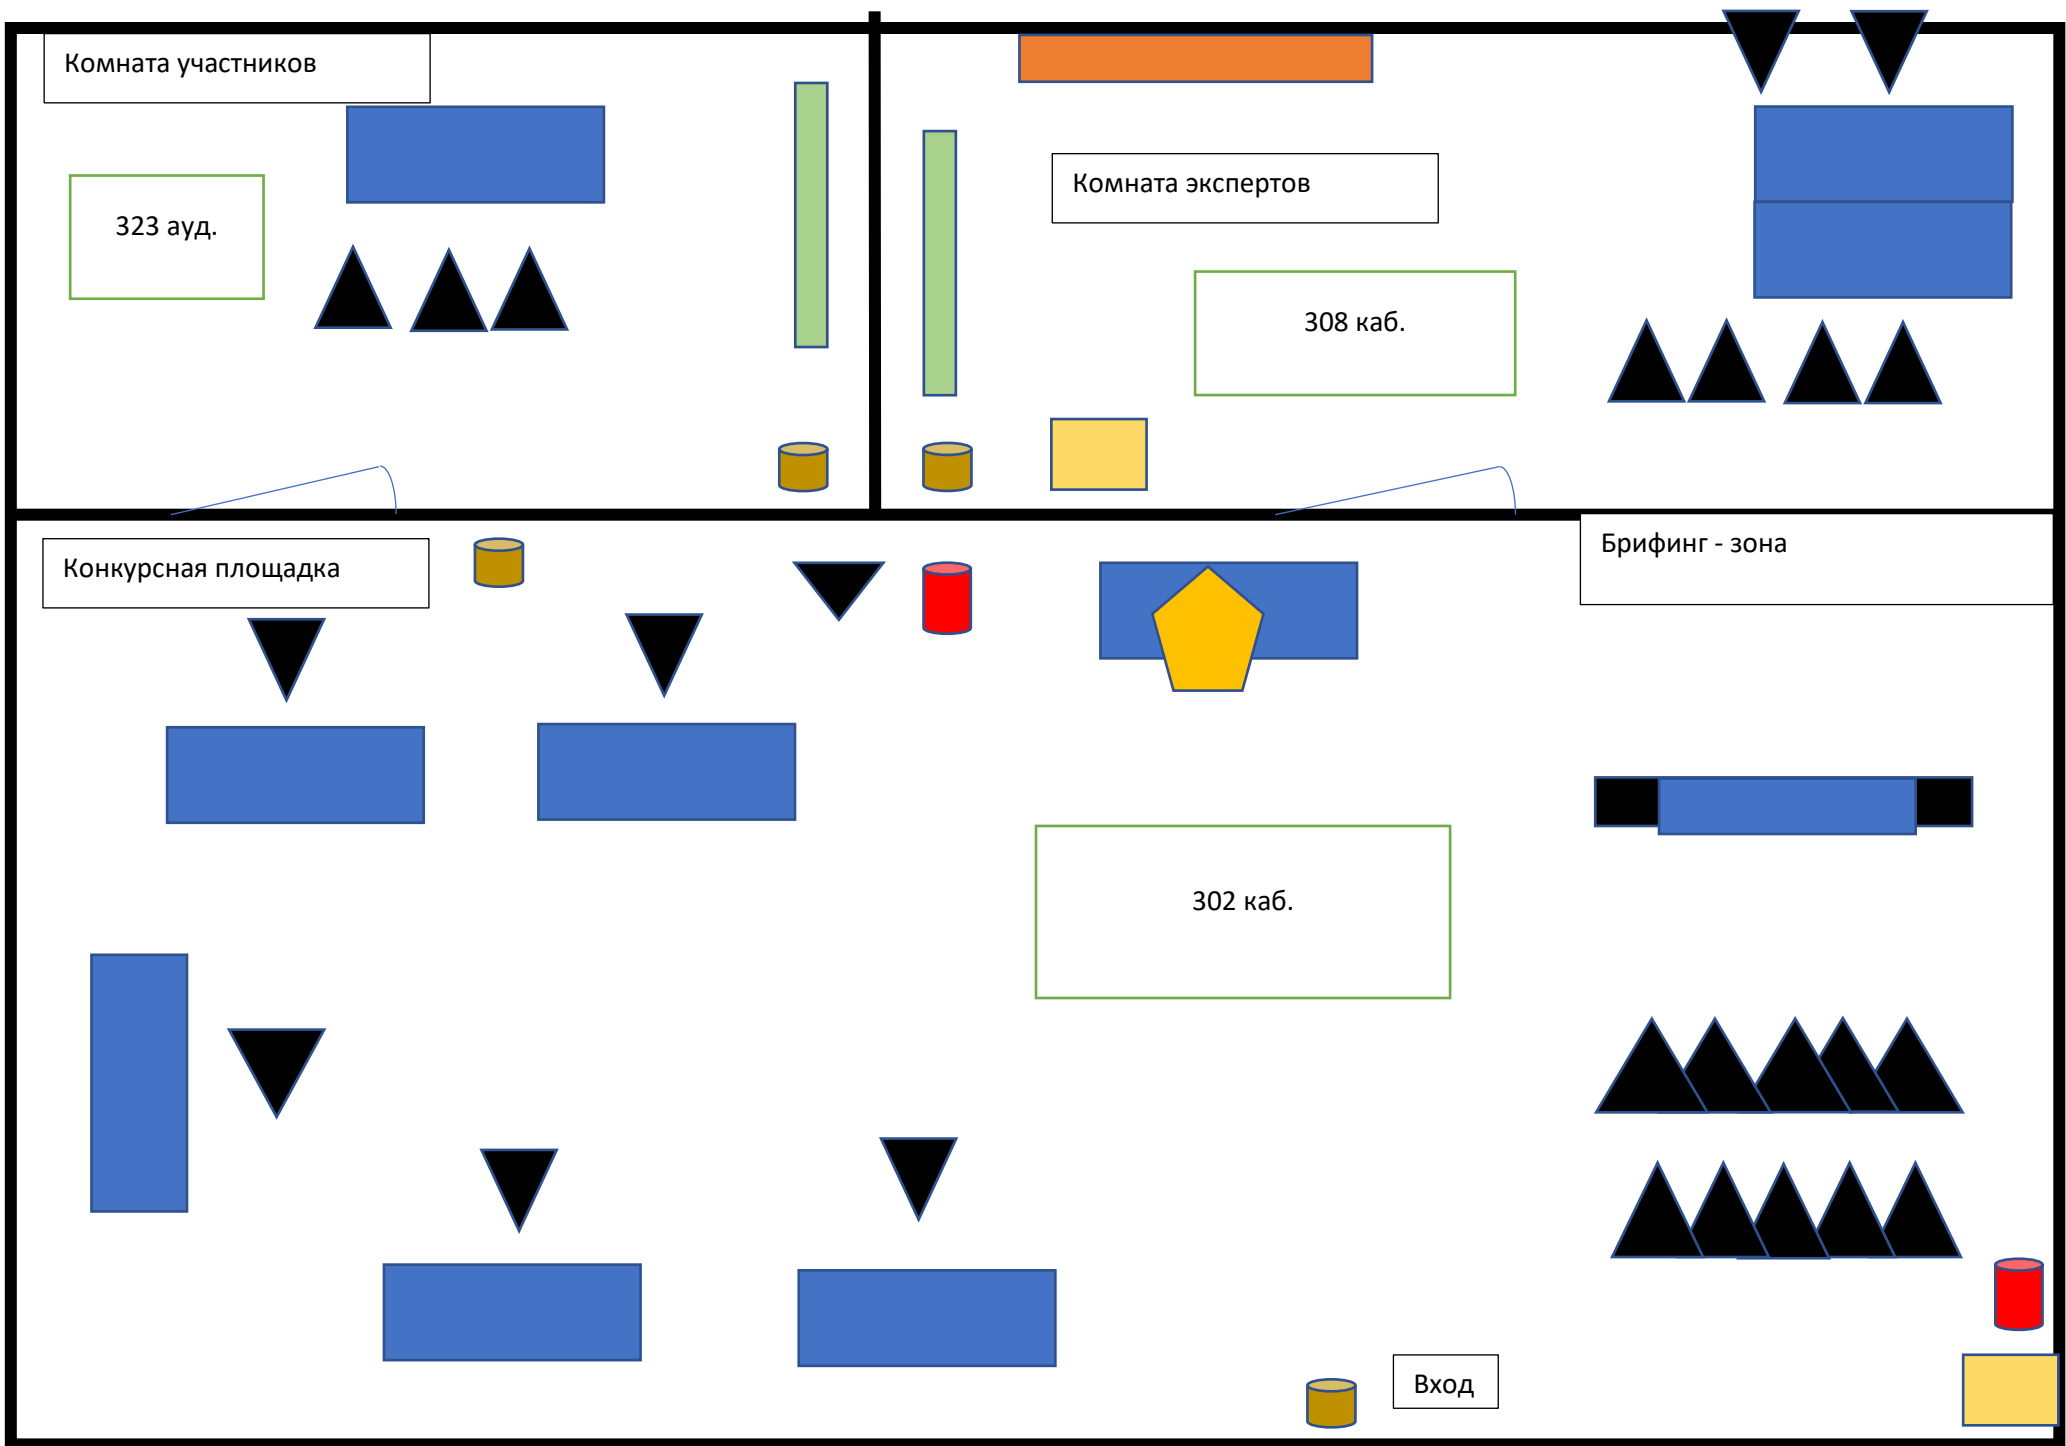 Комната участников
323 ауд.
Комната экспертов
308 каб.
Конкурсная площадка
Брифинг - зона
302 каб.
Вход